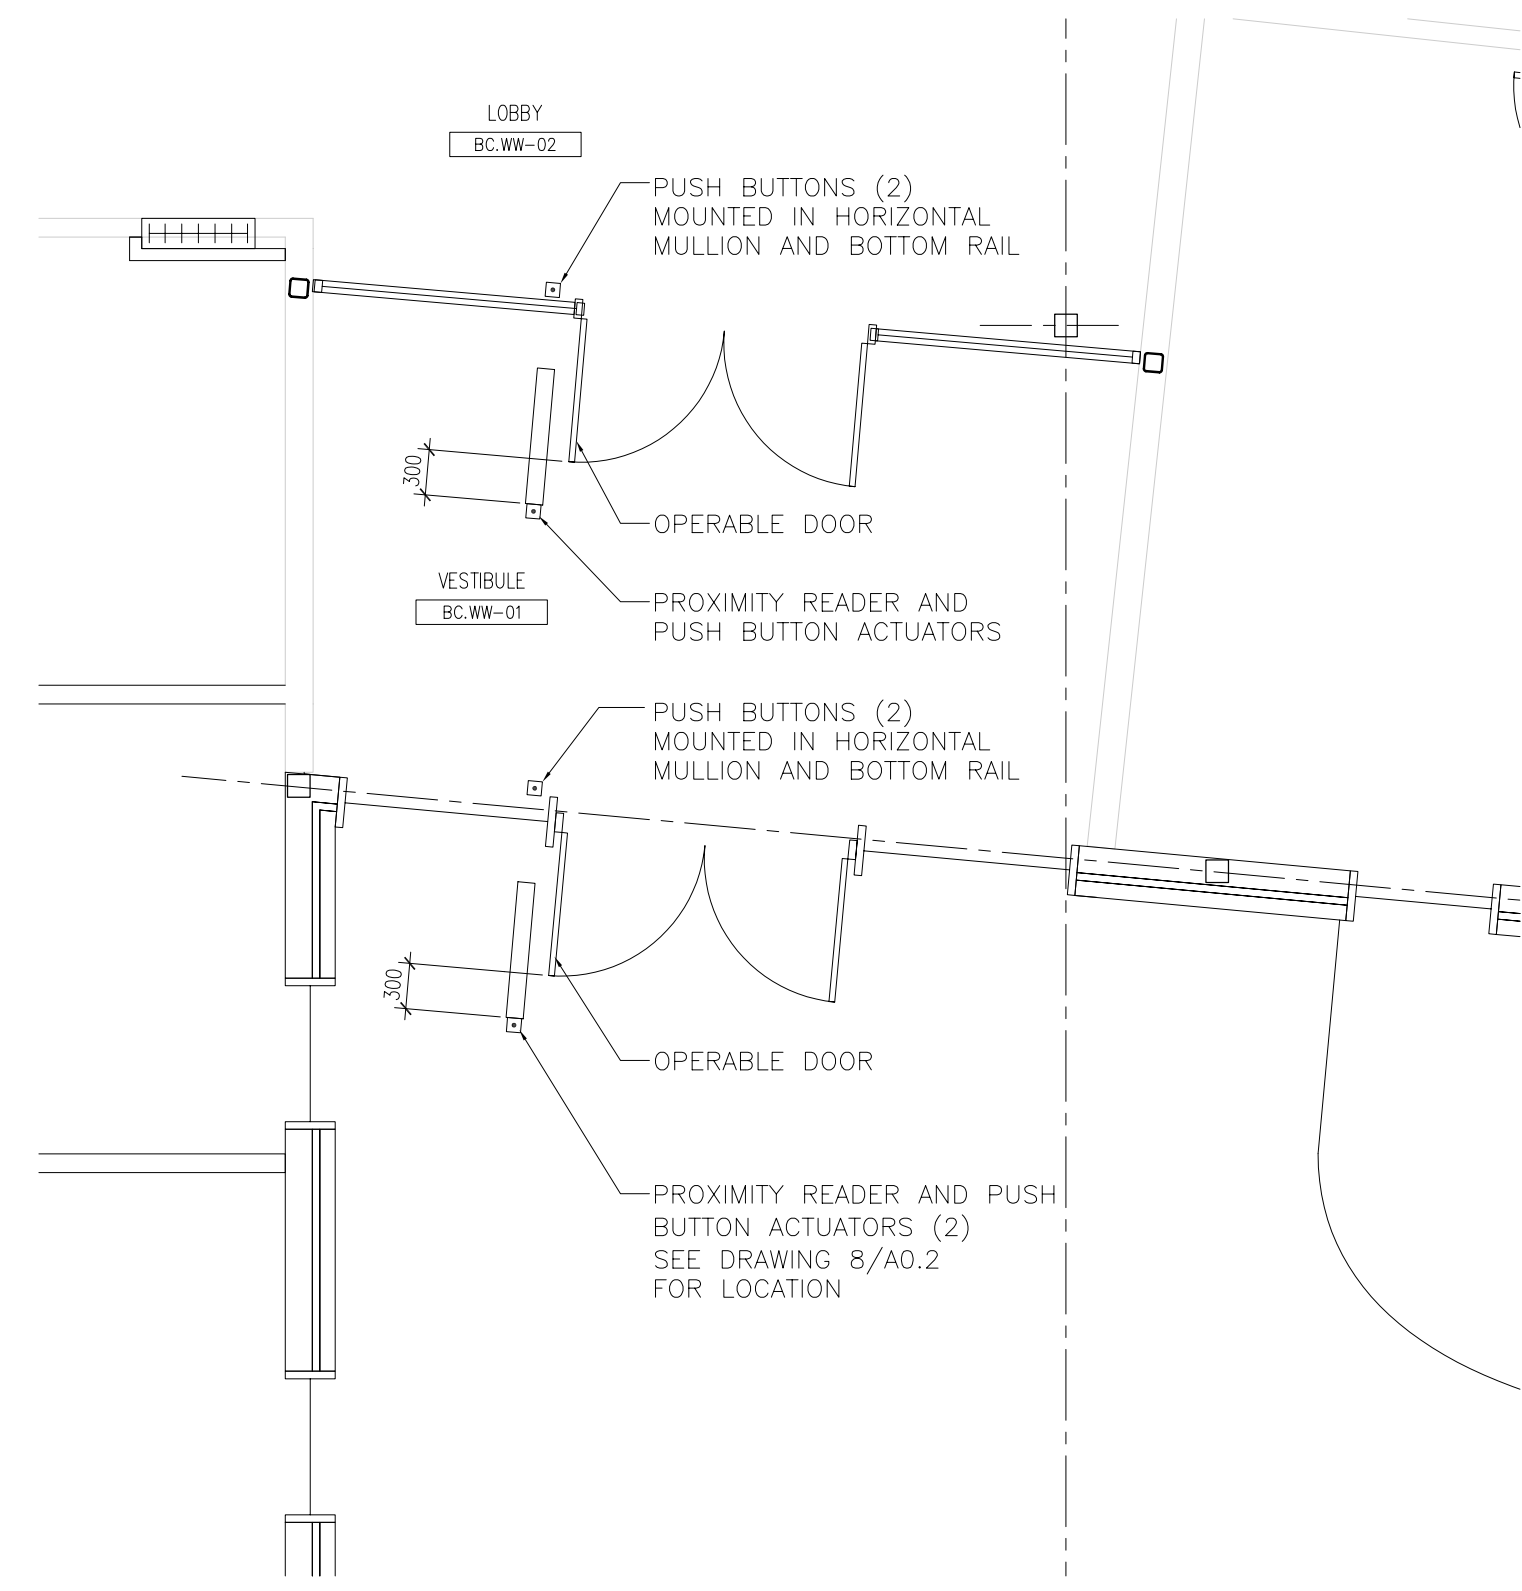 LOBBY
BC.WW-02
PUSH BUTTONS (2)
MOUNTED IN HORIZONTAL
MULLION AND BOTTOM RAIL
300
OPERABLE DOOR
VESTIBULE
BC.WW-01
PROXIMITY READER AND
PUSH BUTTON ACTUATORS
PUSH BUTTONS (2)
MOUNTED IN HORIZONTAL
MULLION AND BOTTOM RAIL
300
OPERABLE DOOR
PROXIMITY READER AND PUSH
BUTTON ACTUATORS (2)
SEE DRAWING 8/A0.2
FOR LOCATION